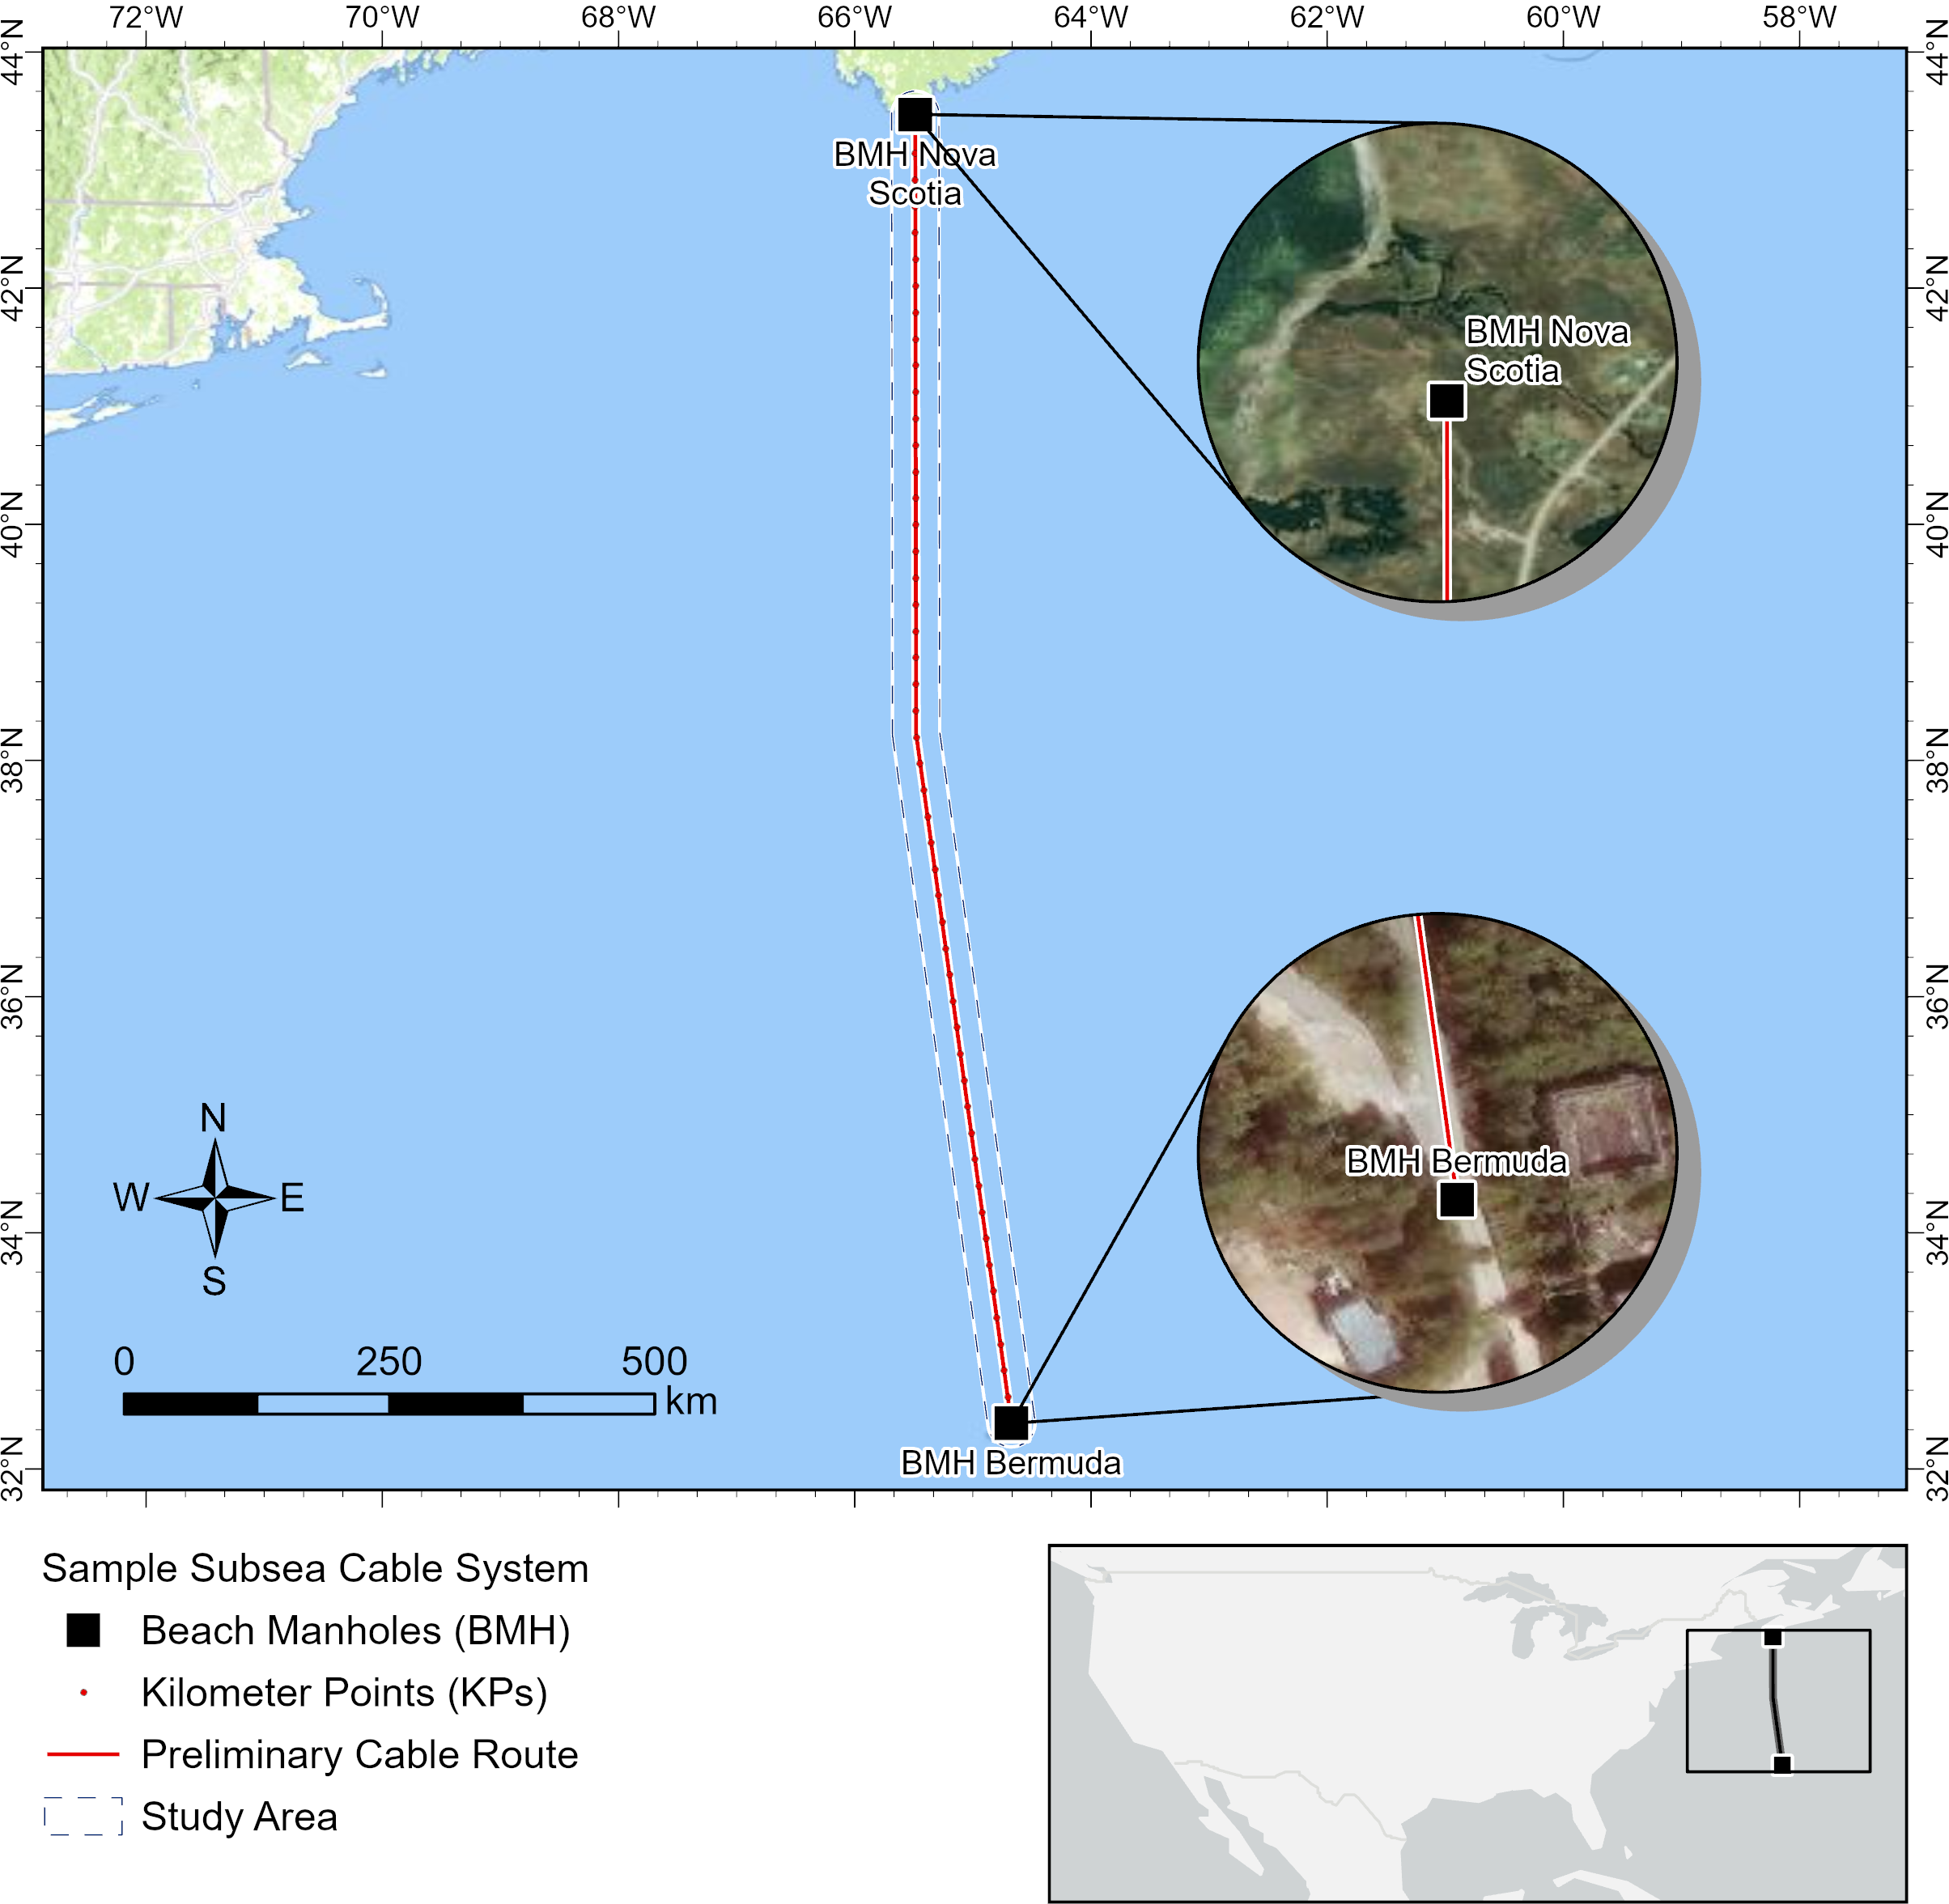 72°W 70°W 68°W 66°W 64°W 62°W 60°W 58°W
44°N 44°N
BMH Nova
Scotia
42°N 42°N
BMH Nova
Scotia
40°N 40°N
38°N 38°N
36°N 36°N
N
W E
S
BMH Bermuda
34°N 34°N
0 250 500
km
BMH Bermuda
32°N 32°N
Sample Subsea Cable System
Beach Manholes (BMH)
Kilometer Points (KPs)
Preliminary Cable Route
Study Area